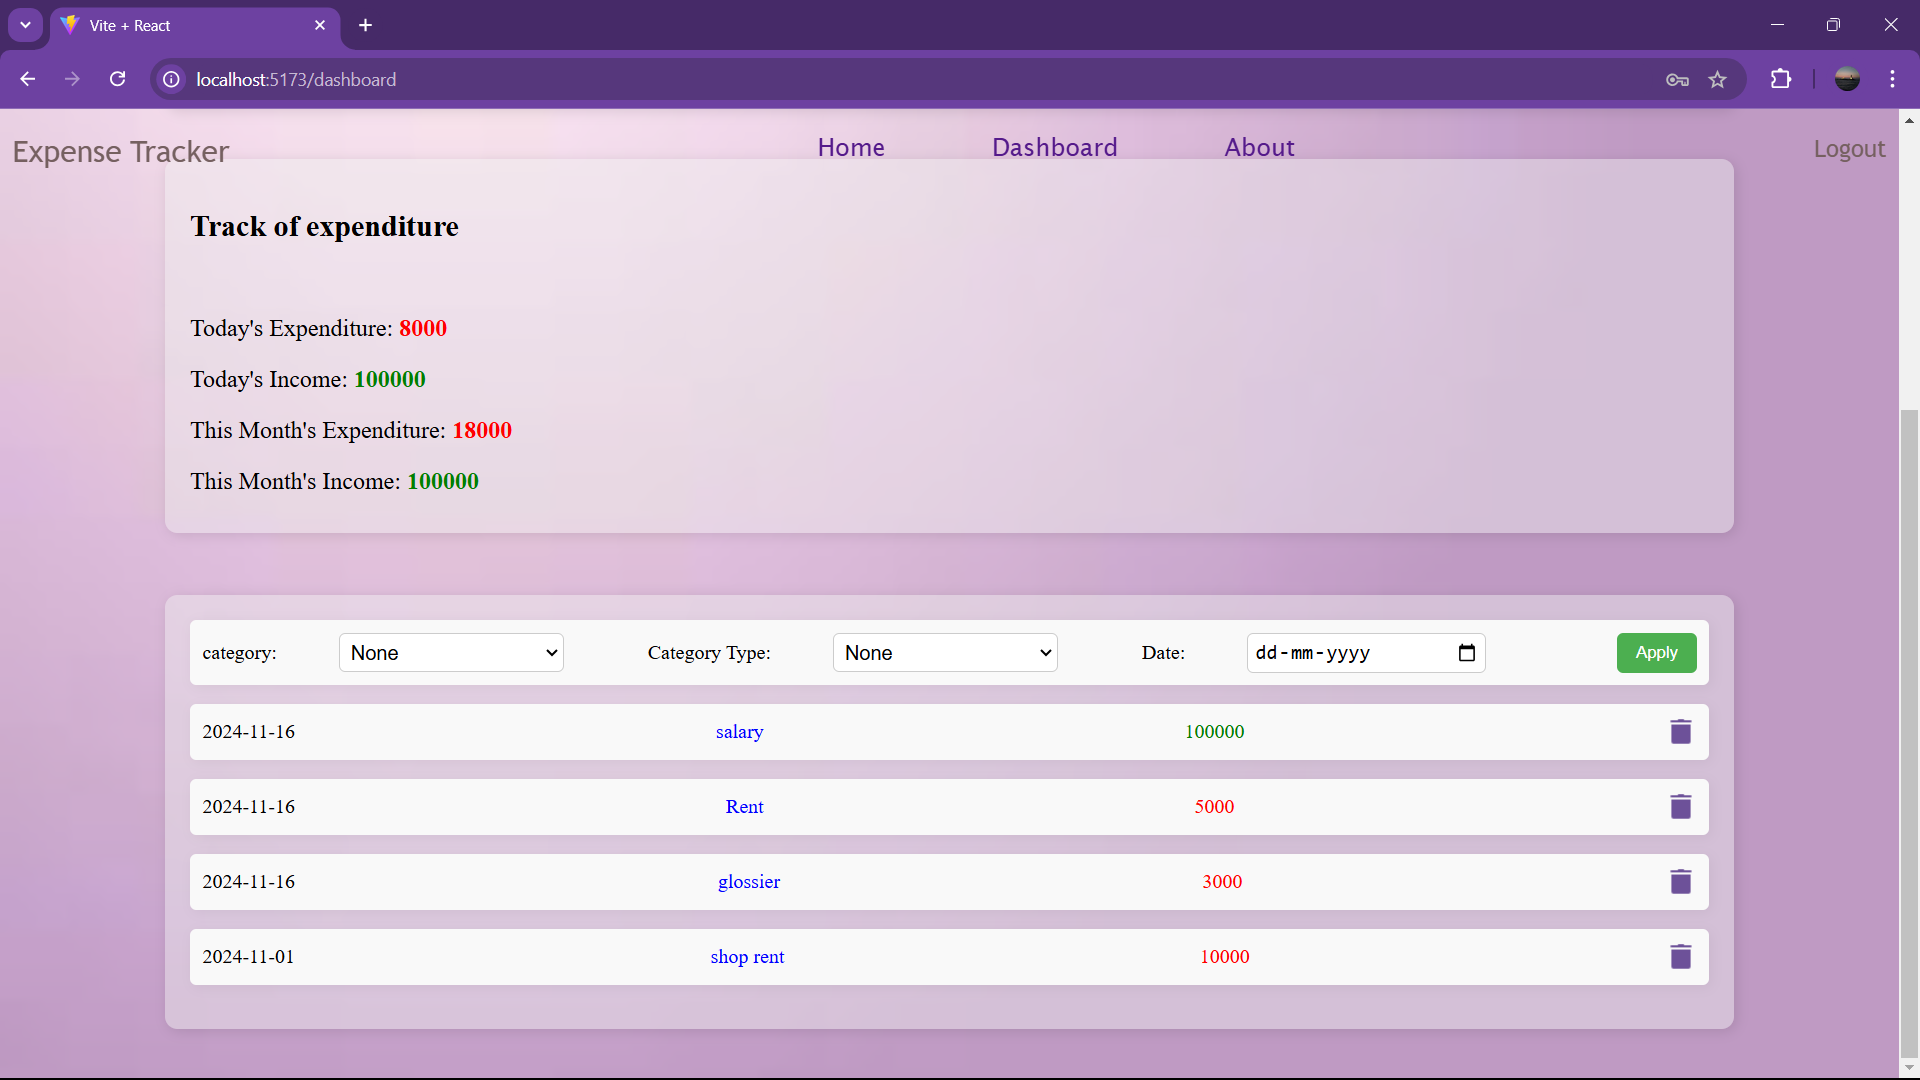 Vite + React
localhost:5173/dashboard
Expense Tracker Home Dashboard About Logout
Track of expenditure
Today's Expenditure: 8000
Today's Income: 100000
This Month's Expenditure: 18000
This Month's Income: 100000
category: None Category Type: None Date: dd-mm-yyyy Apply
2024-11-16 salary 100000
2024-11-16 Rent 5000
2024-11-16 glossier 3000
2024-11-01 shop rent 10000